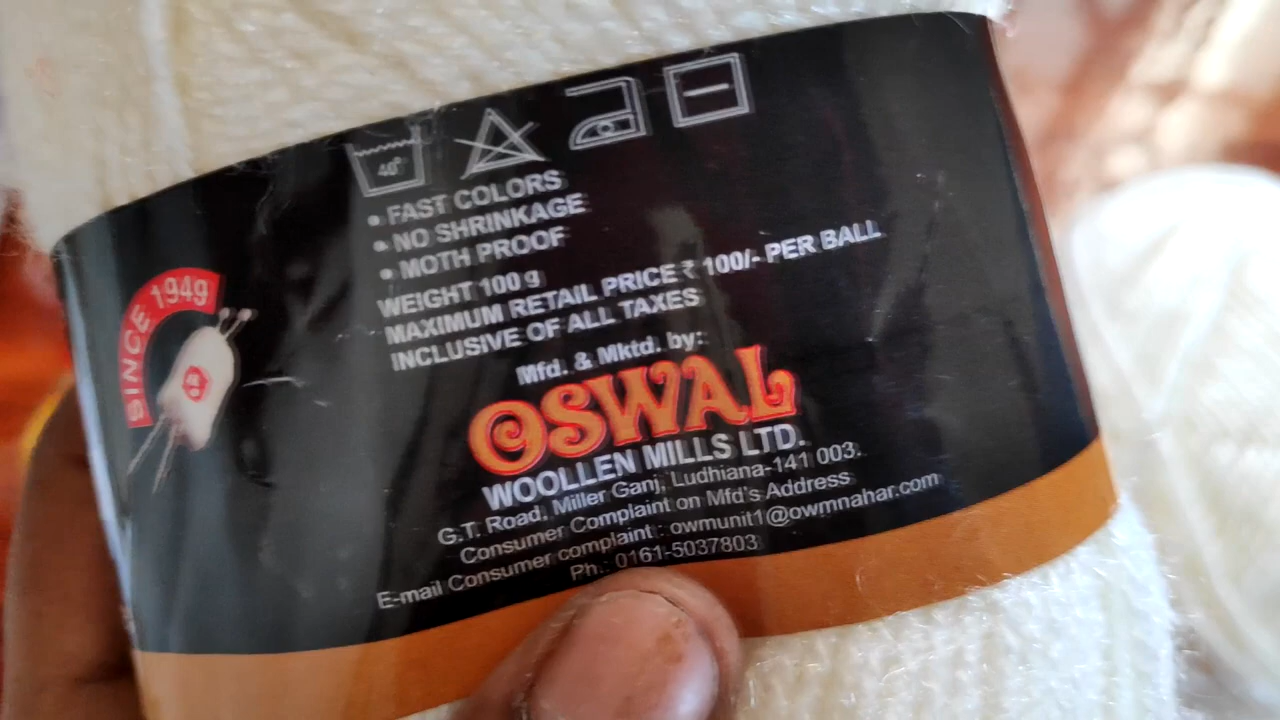 40°
• FAST COLORS
• NO SHRINKAGE
• MOTH PROOF
WEIGHT 100 g
MAXIMUM RETAIL PRICE ₹ 100/- PER BALL
INCLUSIVE OF ALL TAXES
SINCE 1949
Mfd. & Mktd. by:
OSWAL
WOOLLEN MILLS LTD.
G.T. Road, Miller Ganj, Ludhiana-141 003.
Consumer Complaint on Mfd's Address
E-mail Consumer complaint : owmunit1@owmnahar.com
Ph.: 0161-5037803